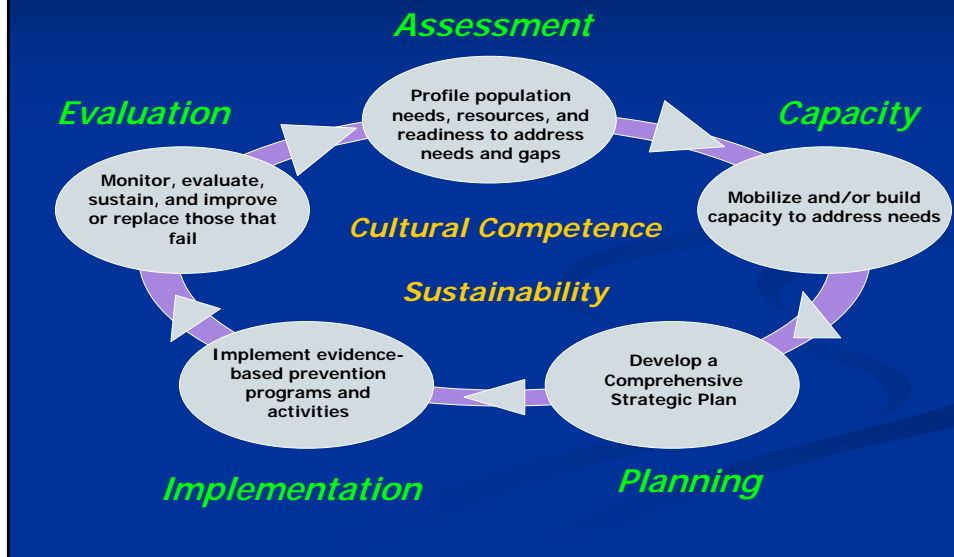 Assessment
Profile population
needs, resources, and
readiness to address
needs and gaps
Evaluation
Capacity
Monitor, evaluate,
sustain, and improve
or replace those that
fail
Mobilize and/or build
capacity to address needs
Cultural Competence
Sustainability
Implement evidence-
based prevention
programs and
activities
Develop a
Comprehensive
Strategic Plan
Implementation
Planning